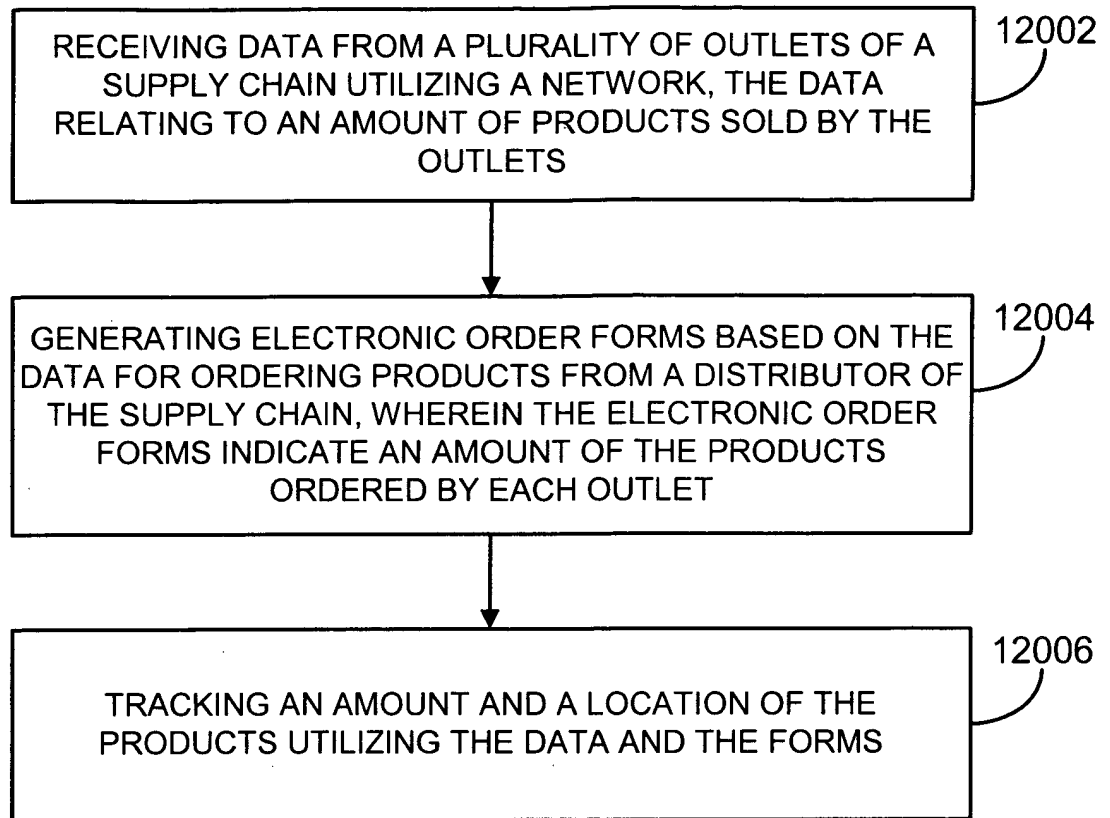 RECEIVING DATA FROM A PLURALITY OF OUTLETS OF A
SUPPLY CHAIN UTILIZING A NETWORK, THE DATA
RELATING TO AN AMOUNT OF PRODUCTS SOLD BY THE
OUTLETS
12002
GENERATING ELECTRONIC ORDER FORMS BASED ON THE
DATA FOR ORDERING PRODUCTS FROM A DISTRIBUTOR OF
THE SUPPLY CHAIN, WHEREIN THE ELECTRONIC ORDER
FORMS INDICATE AN AMOUNT OF THE PRODUCTS
ORDERED BY EACH OUTLET
12004
TRACKING AN AMOUNT AND A LOCATION OF THE
PRODUCTS UTILIZING THE DATA AND THE FORMS
12006